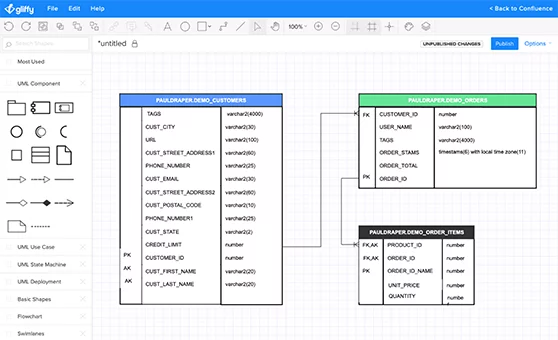 gliffy File Edit Help < Back to Confluence
100%
*untitled UNPUBLISHED CHANGES Publish Options
Search Shapes
Most Used
UML Component
UML Use Case
UML State Machine
UML Deployment
Basic Shapes
Flowchart
Swimlanes
PAULDRAPER.DEMO_CUSTOMERS
TAGS varchar2(4000)
CUST_CITY varchar2(30)
URL varchar2(100)
CUST_STREET_ADDRESS1 varchar2(60)
PHONE_NUMBER varchar2(25)
CUST_EMAIL varchar2(30)
CUST_STREET_ADDRESS2 varchar2(60)
CUST_POSTAL_CODE varchar2(10)
PHONE_NUMBER1 varchar2(25)
CUST_STATE varchar2(2)
CREDIT_LIMIT number
PK CUSTOMER_ID number
AK CUST_FIRST_NAME varchar2(20)
AK CUST_LAST_NAME varchar2(20)
PAULDRAPER.DEMO_ORDERS
FK CUSTOMER_ID number
USER_NAME varchar2(100)
TAGS varchar2(4000)
ORDER_STAMS timestams(6) with local time zone(11)
ORDER_TOTAL
PK ORDER_ID
PAULDRAPER.DEMO_ORDER_ITEMS
FK,AK PRODUCT_ID number
FK,AK ORDER_ID number
PK ORDER_ID_NAME number
UNIT_PRICE number
QUANTITY numbe